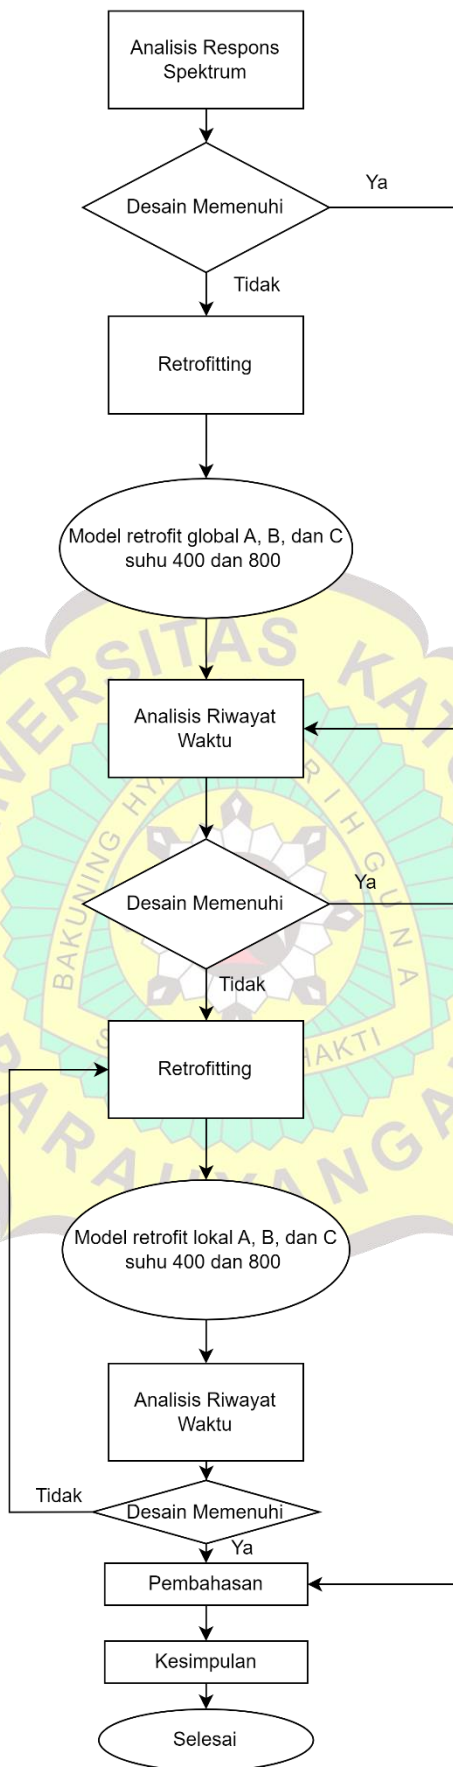 Analisis Respons
Spektrum
Desain Memenuhi
Ya
Tidak
Retrofitting
Model retrofit global A, B, dan C
suhu 400 dan 800
Analisis Riwayat
Waktu
Desain Memenuhi
Ya
Tidak
Retrofitting
Model retrofit lokal A, B, dan C
suhu 400 dan 800
Analisis Riwayat
Waktu
Desain Memenuhi
Tidak
Ya
Pembahasan
Kesimpulan
Selesai